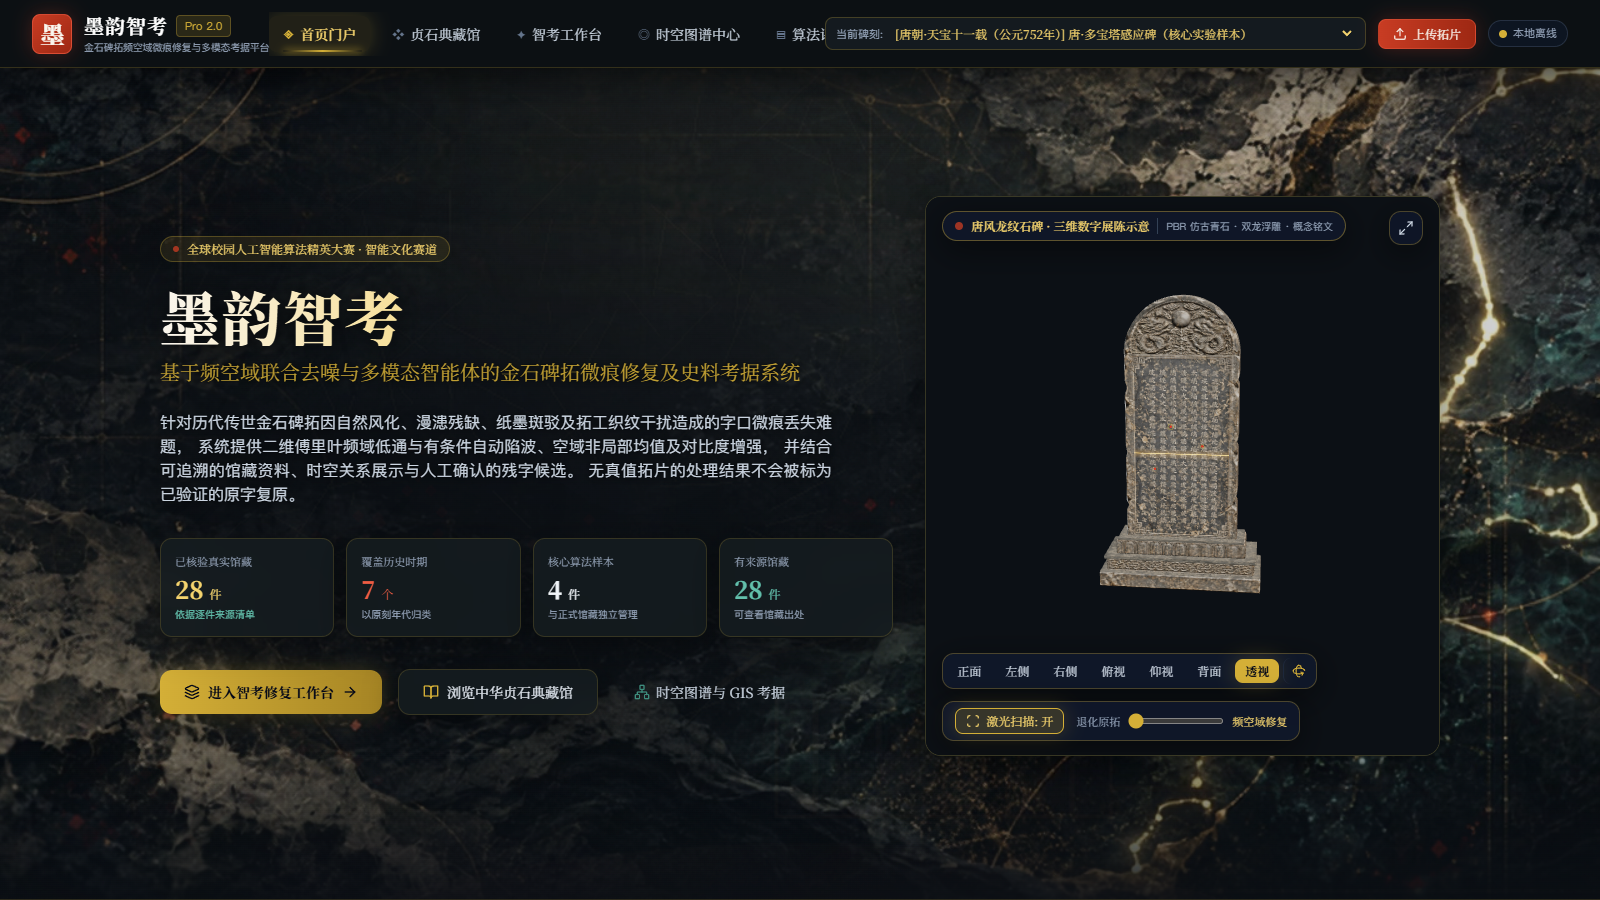 墨
墨韵智考
Pro 2.0
金石碑拓频空域微痕修复与多模态考据平台
首页门户
贞石典藏馆
智考工作台
时空图谱中心
算法
当前碑刻:
[唐朝·天宝十一载（公元752年）] 唐·多宝塔感应碑（核心实验样本）
上传拓片
本地离线
全球校园人工智能算法精英大赛 · 智能文化赛道
墨韵智考
基于频空域联合去噪与多模态智能体的金石碑拓微痕修复及史料考据系统
针对历代传世金石碑拓因自然风化、漫漶残缺、纸墨斑驳及拓工织纹干扰造成的字口微痕丢失难
题， 系统提供二维傅里叶频域低通与有条件自动陷波、空域非局部均值及对比度增强， 并结合
可追溯的馆藏资料、时空关系展示与人工确认的残字候选。 无真值拓片的处理结果不会被标为
已验证的原字复原。
已核验真实馆藏
28 件
依据逐件来源清单
覆盖历史时期
7 个
以原刻年代归类
核心算法样本
4 件
与正式馆藏独立管理
有来源馆藏
28 件
可查看馆藏出处
进入智考修复工作台
浏览中华贞石典藏馆
时空图谱与 GIS 考据
唐风龙纹石碑 · 三维数字展陈示意
PBR 仿古青石 · 双龙浮雕 · 概念铭文
正面
左侧
右侧
俯视
仰视
背面
透视
激光扫描: 开
退化原拓
频空域修复